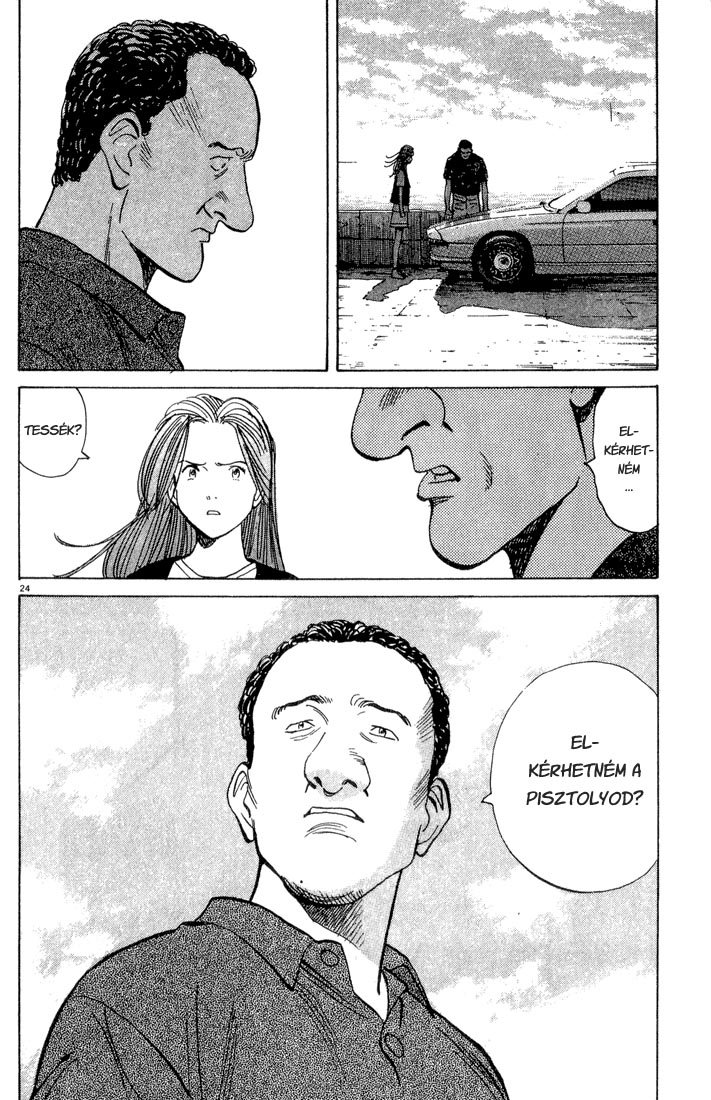 EL-
KÉRHET-
NÉM
...
TESSÉK?
24
EL-
KÉRHETNÉM A
PISZTOLYOD?